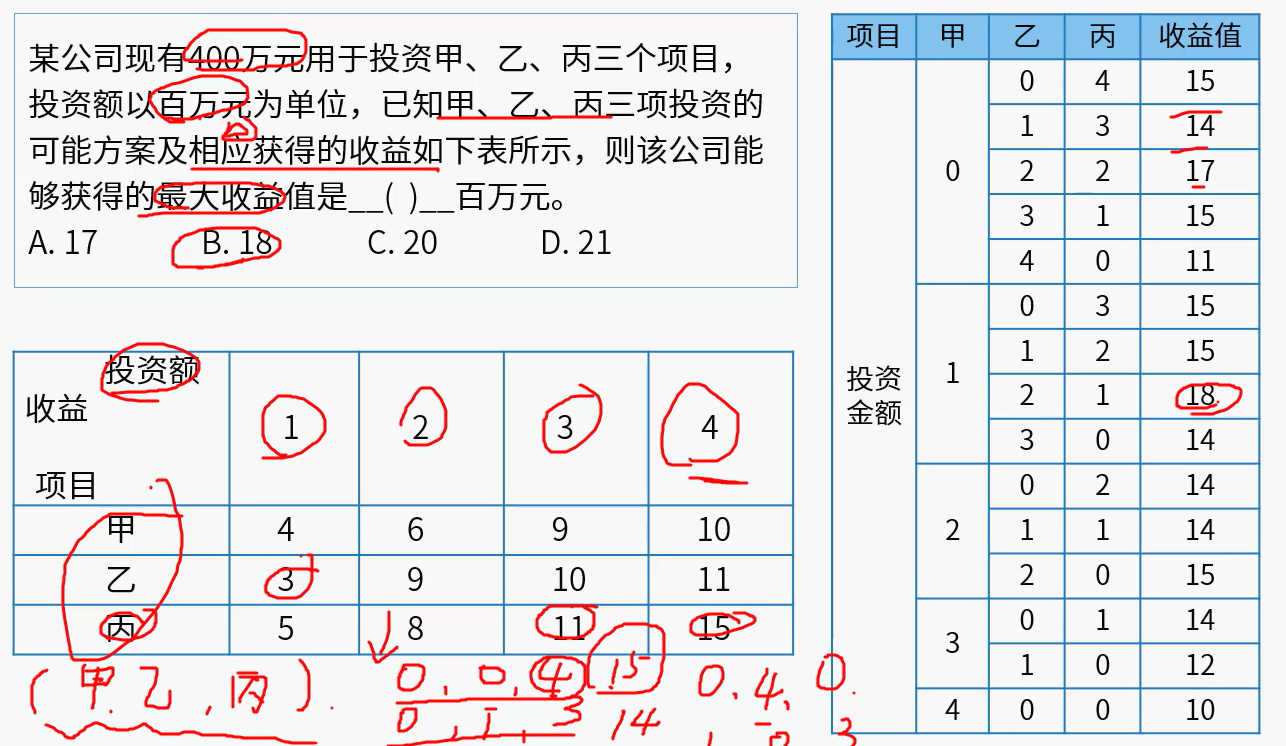 某公司现有400万元用于投资甲、乙、丙三个项目，
投资额以百万元为单位，已知甲、乙、丙三项投资的
可能方案及相应获得的收益如下表所示，则该公司能
够获得的最大收益值是__( )__百万元。
A. 17 B. 18 C. 20 D. 21
投资额
收益
项目
1 2 3 4
甲 4 6 9 10
乙 3 9 10 11
丙 5 8 11 15
(甲乙,丙).
0,0,4 15
0,1,3 14
0,4,0.
项目 甲 乙 丙 收益值
投资
金额
0
0 4 15
1 3 14
2 2 17
3 1 15
4 0 11
1
0 3 15
1 2 15
2 1 18
3 0 14
2
0 2 14
1 1 14
2 0 15
3
0 1 14
1 0 12
4 0 0 10